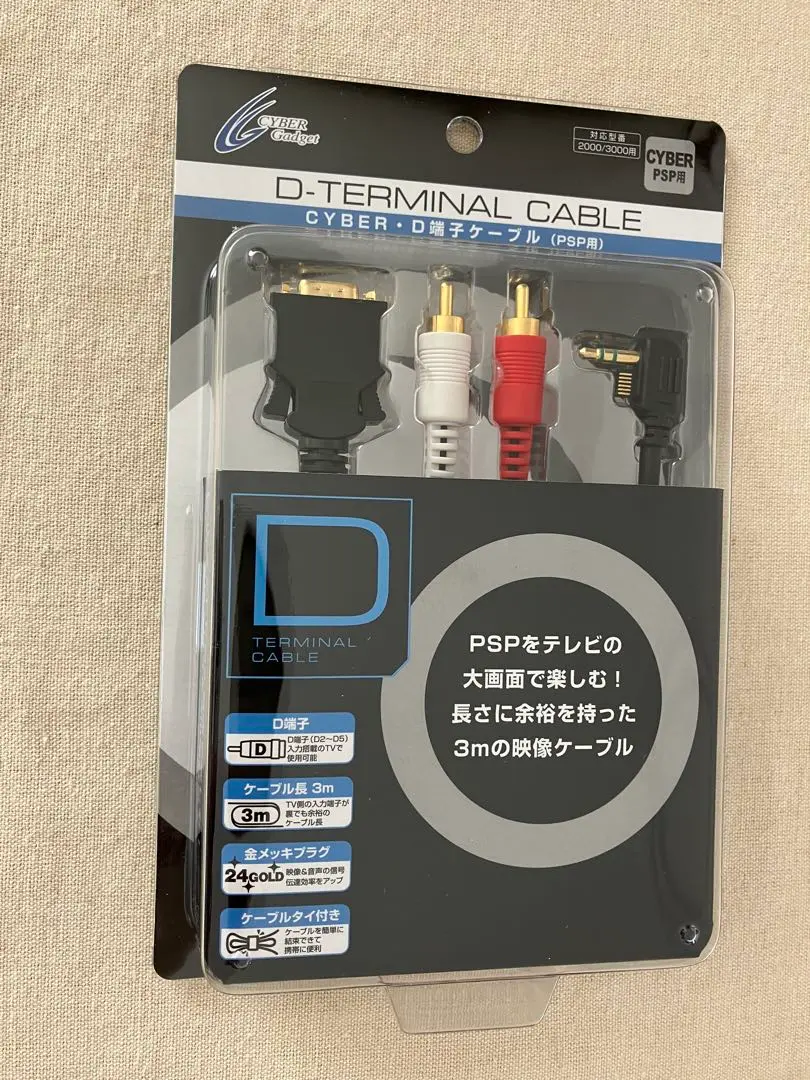 CYBER
Gadget
対応型番
2000/3000用
CYBER
PSP用
D-TERMINAL CABLE
CYBER・D端子ケーブル（PSP用）
D
TERMINAL
CABLE
PSPをテレビの
大画面で楽しむ！
長さに余裕を持った
3mの映像ケーブル
D端子
D
D端子（D2～D5）
入力搭載のTVで
使用可能
ケーブル長 3m
3m
TV側の入力端子が
裏でも余裕の
ケーブル長
金メッキプラグ
24GOLD
映像&音声の信号
伝達効率をアップ
ケーブルタイ付き
ケーブルを簡単に
結束できて
携帯に便利